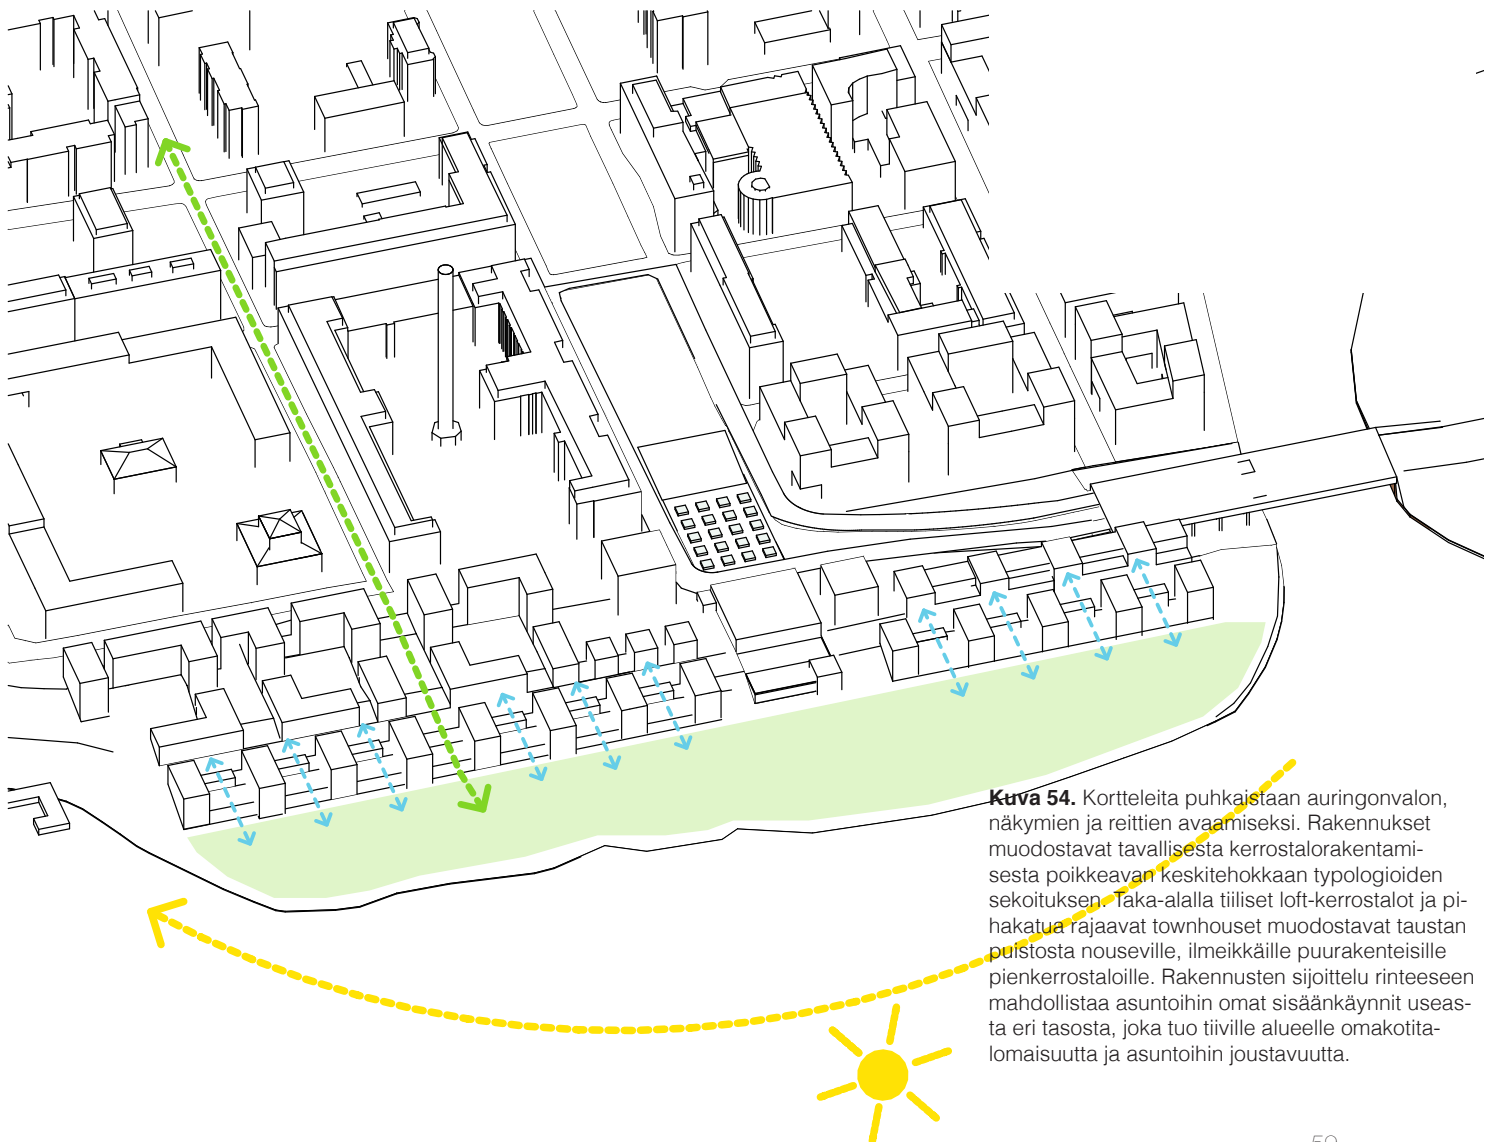 Kuva 54. Kortteleita puhkaistaan auringonvalon,
näkymien ja reittien avaamiseksi. Rakennukset
muodostavat tavallisesta kerrostalorakentami-
sesta poikkeavan keskitehokkaan typologioiden
sekoituksen. Taka-alalla tiiliset loft-kerrostalot ja pi-
hakatua rajaavat townhouset muodostavat taustan
puistosta nouseville, ilmeikkäille puurakenteisille
pienkerrostaloille. Rakennusten sijoittelu rinteeseen
mahdollistaa asuntoihin omat sisäänkäynnit useas-
ta eri tasosta, joka tuo tiiville alueelle omakotita-
lomaisuutta ja asuntoihin joustavuutta.